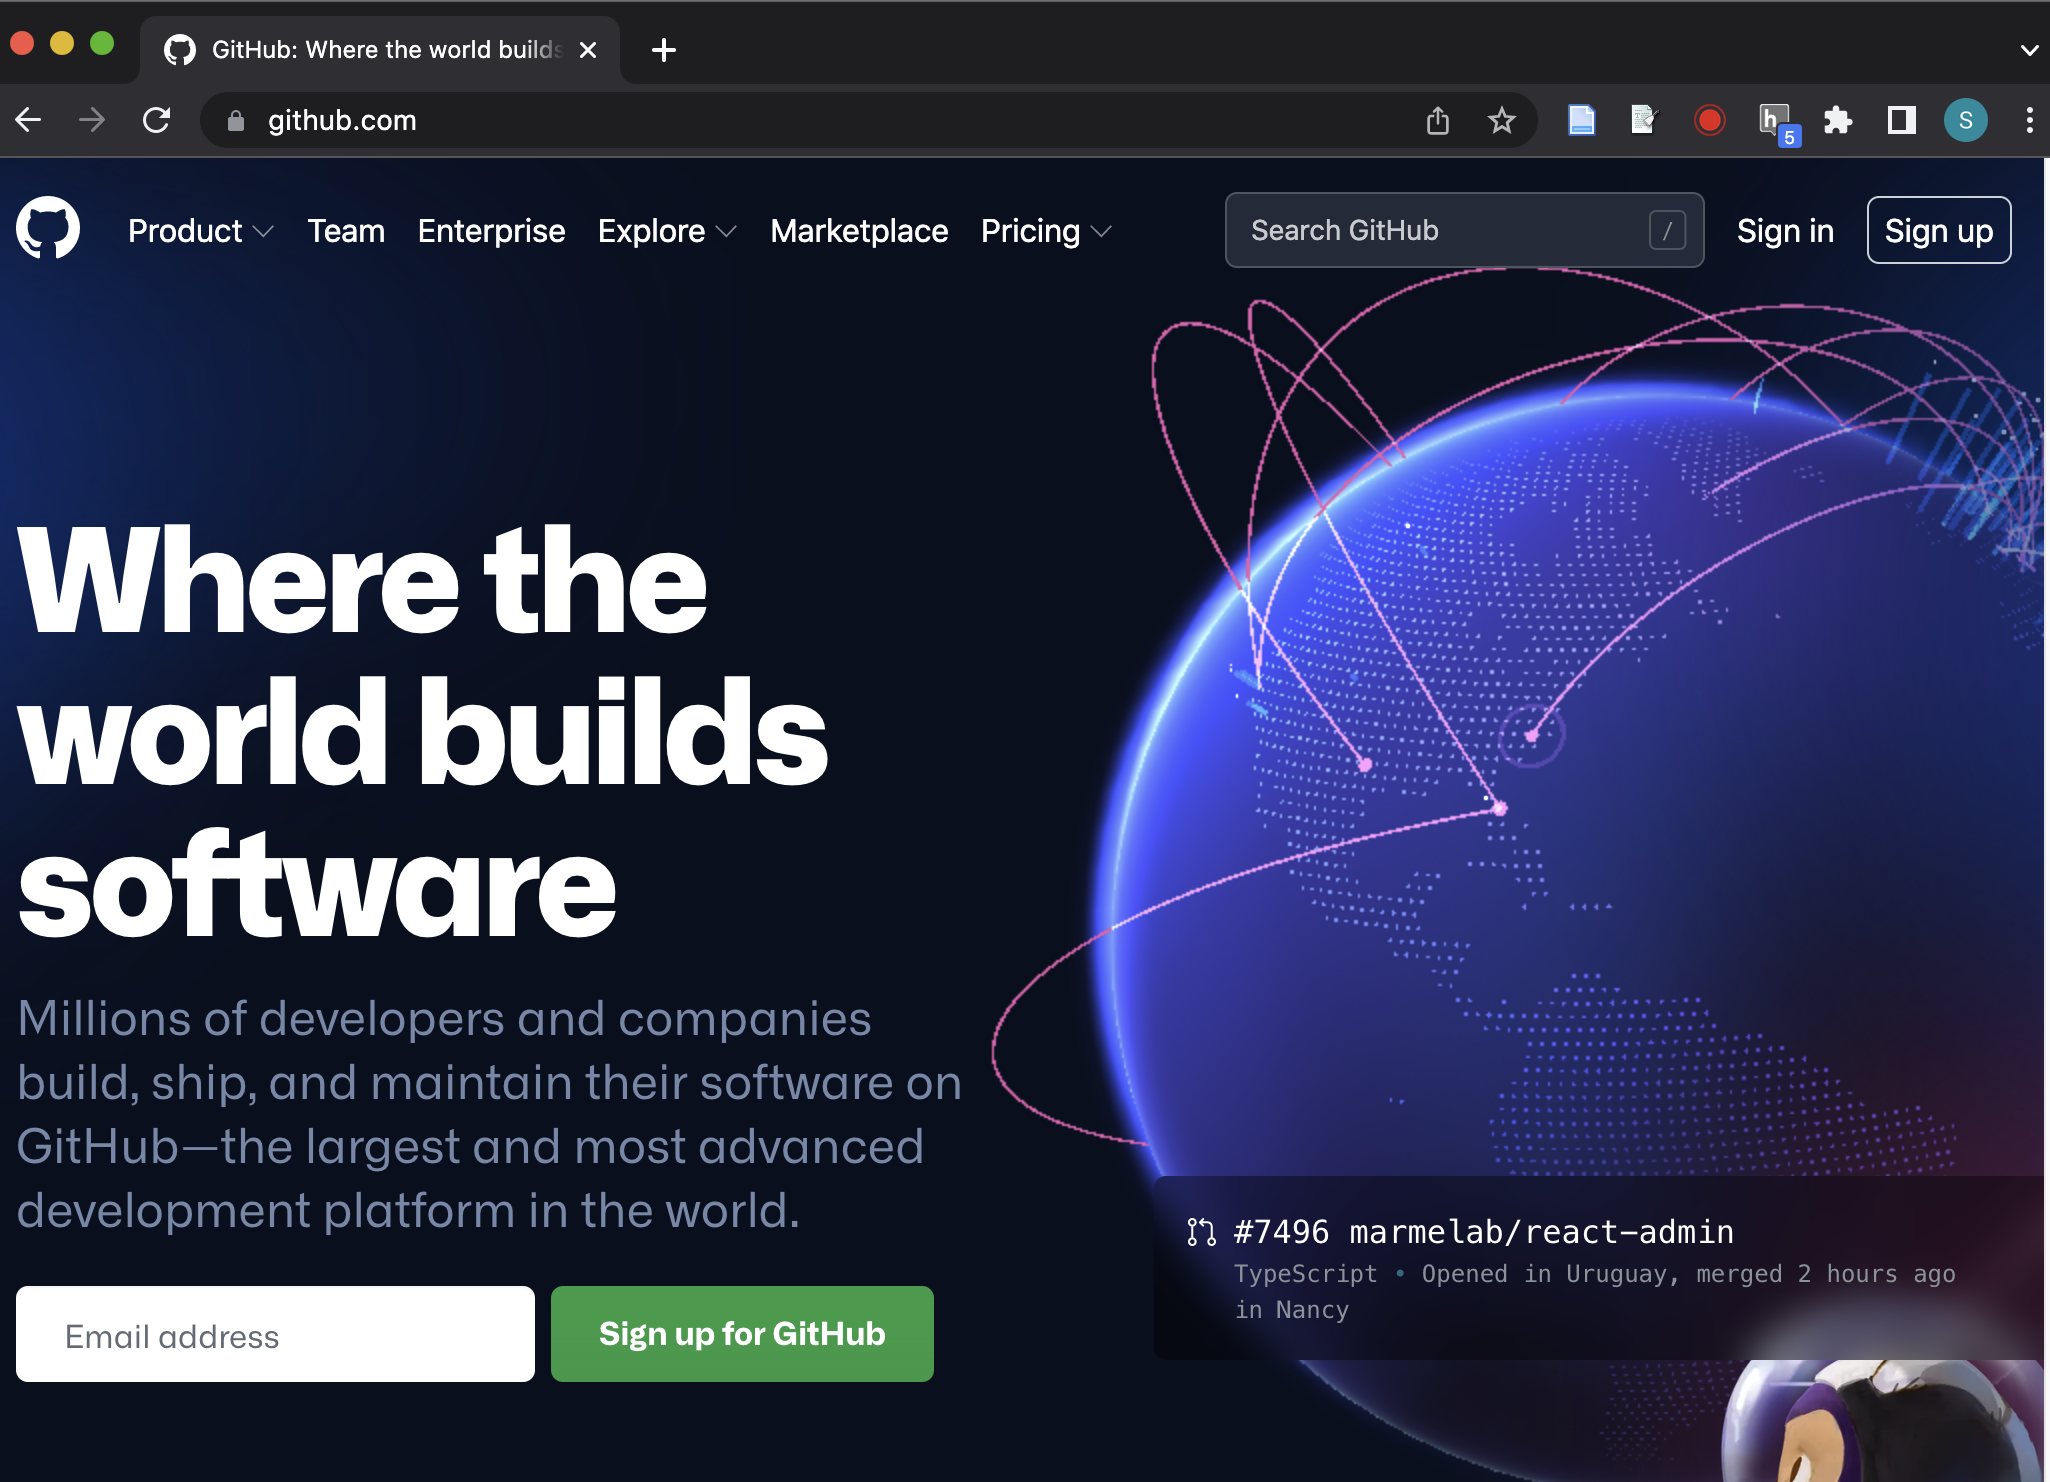 GitHub: Where the world builds
github.com
5
S
Product Team Enterprise Explore Marketplace Pricing Search GitHub / Sign in Sign up
Where the
world builds
software
Millions of developers and companies
build, ship, and maintain their software on
GitHub—the largest and most advanced
development platform in the world.
Email address
Sign up for GitHub
#7496 marmelab/react-admin
TypeScript • Opened in Uruguay, merged 2 hours ago
in Nancy